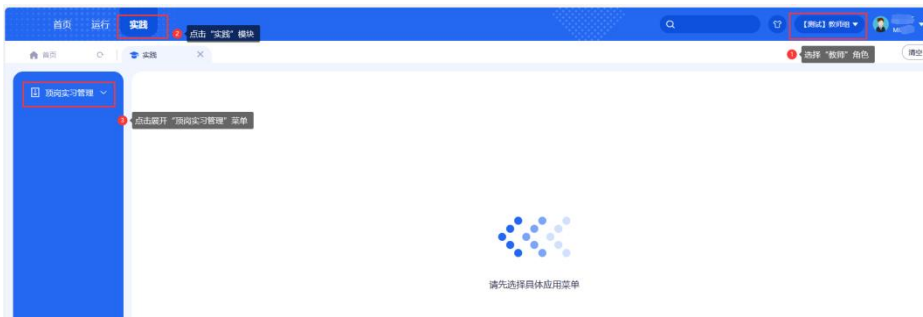 首页 运行 实践
【测试】教师组
2 点击“实践”模块
首页 实践
1 选择“教师”角色
清空
顶岗实习管理
3 点击展开“顶岗实习管理”菜单
请先选择具体应用菜单